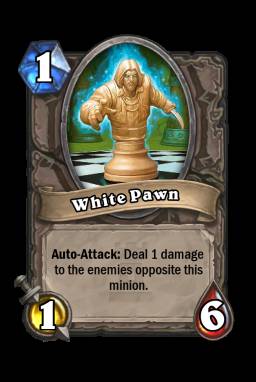 1
White Pawn
Auto-Attack: Deal 1 damage
to the enemies opposite this
minion.
1
6